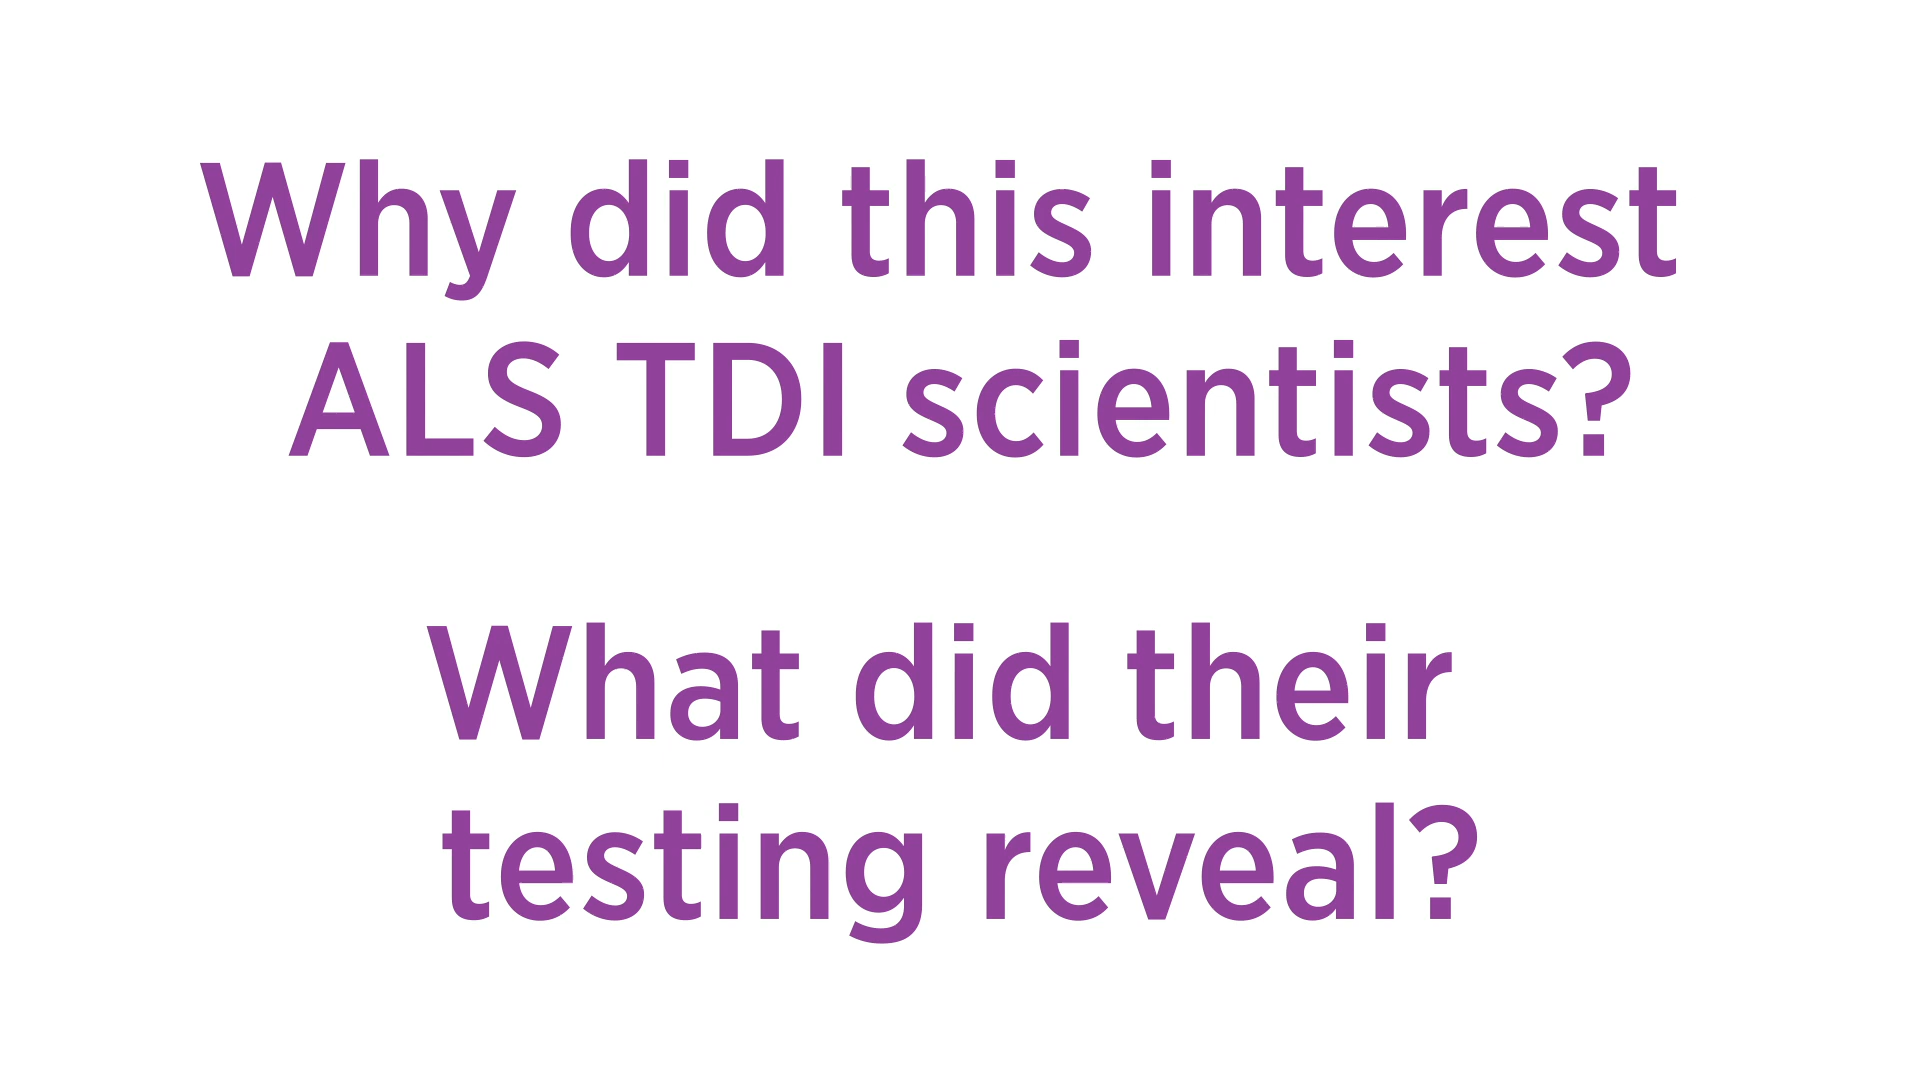 Why did this interest
ALS TDI scientists?
What did their
testing reveal?